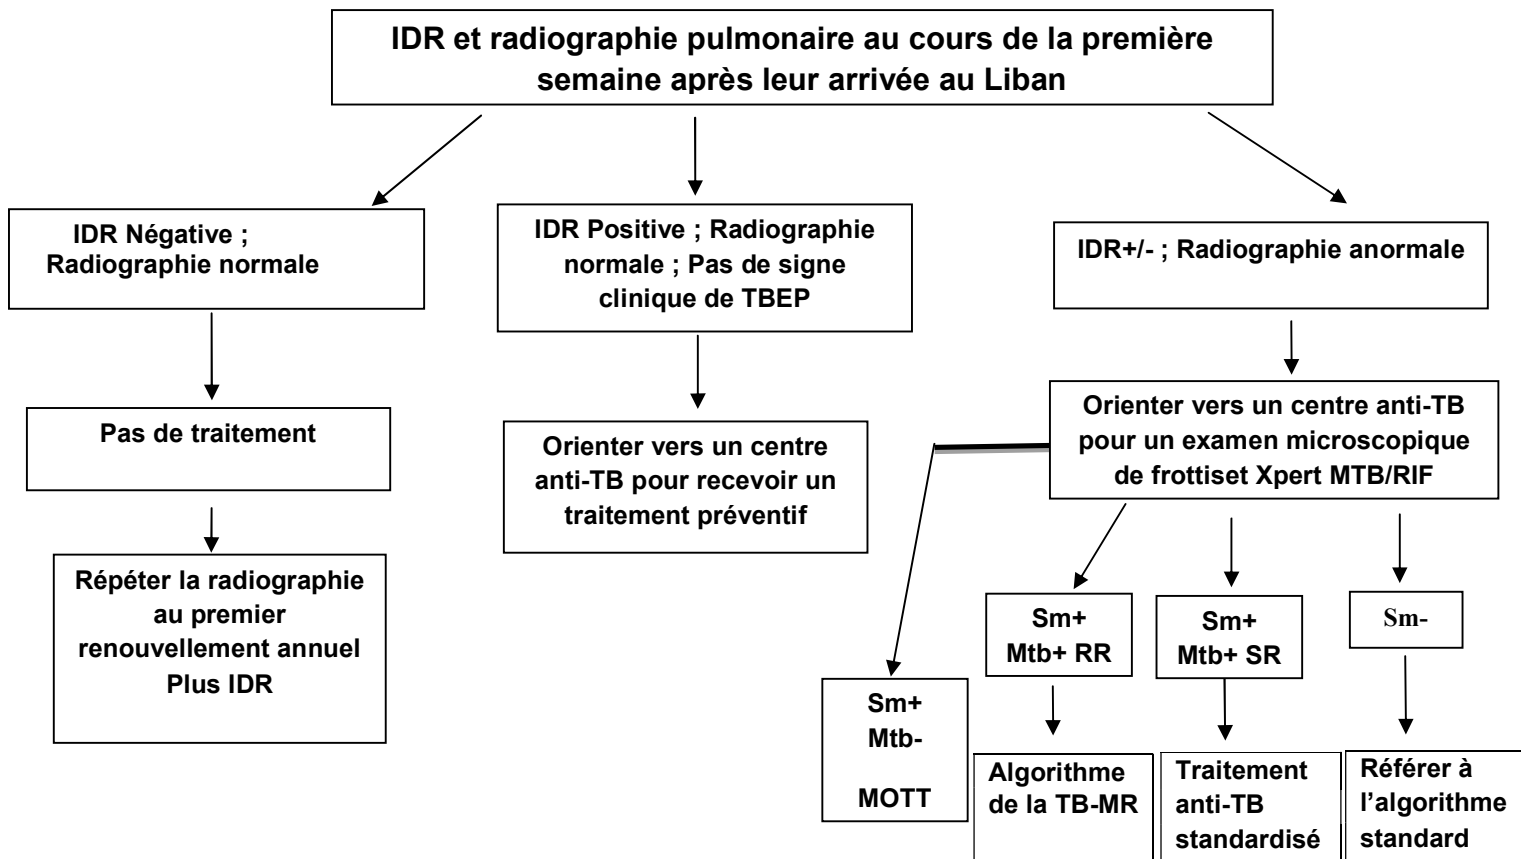 IDR et radiographie pulmonaire au cours de la première
semaine après leur arrivée au Liban
IDR Négative ;
Radiographie normale
IDR Positive ; Radiographie
normale ; Pas de signe
clinique de TBEP
IDR+/- ; Radiographie anormale
Pas de traitement
Orienter vers un centre
anti-TB pour recevoir un
traitement préventif
Orienter vers un centre anti-TB
pour un examen microscopique
de frottiset Xpert MTB/RIF
Répéter la radiographie
au premier
renouvellement annuel
Plus IDR
Sm+
Mtb-
MOTT
Sm+
Mtb+ RR
Sm+
Mtb+ SR
Sm-
Algorithme
de la TB-MR
Traitement
anti-TB
standardisé
Référer à
l’algorithme
standard